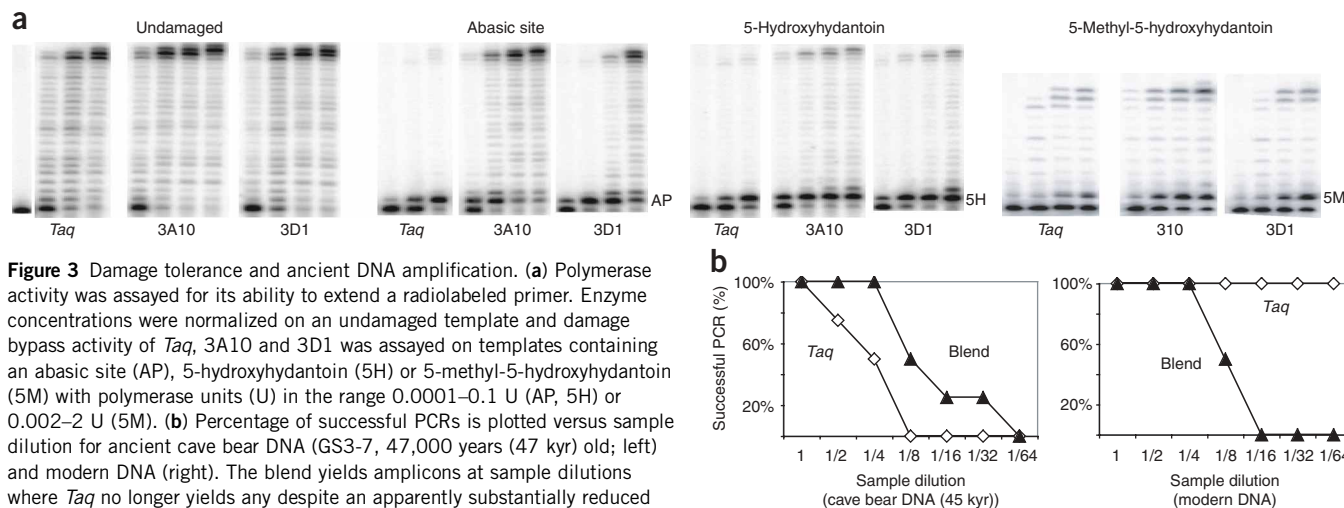 a
Undamaged
Abasic site
5-Hydroxyhydantoin
5-Methyl-5-hydroxyhydantoin
AP
5H
5M
Taq 3A10 3D1
Taq 3A10 3D1
Taq 3A10 3D1
Taq 310 3D1
Figure 3 Damage tolerance and ancient DNA amplification. (a) Polymerase
activity was assayed for its ability to extend a radiolabeled primer. Enzyme
concentrations were normalized on an undamaged template and damage
bypass activity of Taq, 3A10 and 3D1 was assayed on templates containing
an abasic site (AP), 5-hydroxyhydantoin (5H) or 5-methyl-5-hydroxyhydantoin
(5M) with polymerase units (U) in the range 0.0001–0.1 U (AP, 5H) or
0.002–2 U (5M). (b) Percentage of successful PCRs is plotted versus sample
dilution for ancient cave bear DNA (GS3-7, 47,000 years (47 kyr) old; left)
and modern DNA (right). The blend yields amplicons at sample dilutions
where Taq no longer yields any despite an apparently substantially reduced
b
Successful PCR (%)
100%
60%
20%
Taq
Blend
1 1/2 1/4 1/8 1/16 1/32 1/64
Sample dilution
(cave bear DNA (45 kyr))
100%
60%
20%
Taq
Blend
1 1/2 1/4 1/8 1/16 1/32 1/64
Sample dilution
(modern DNA)